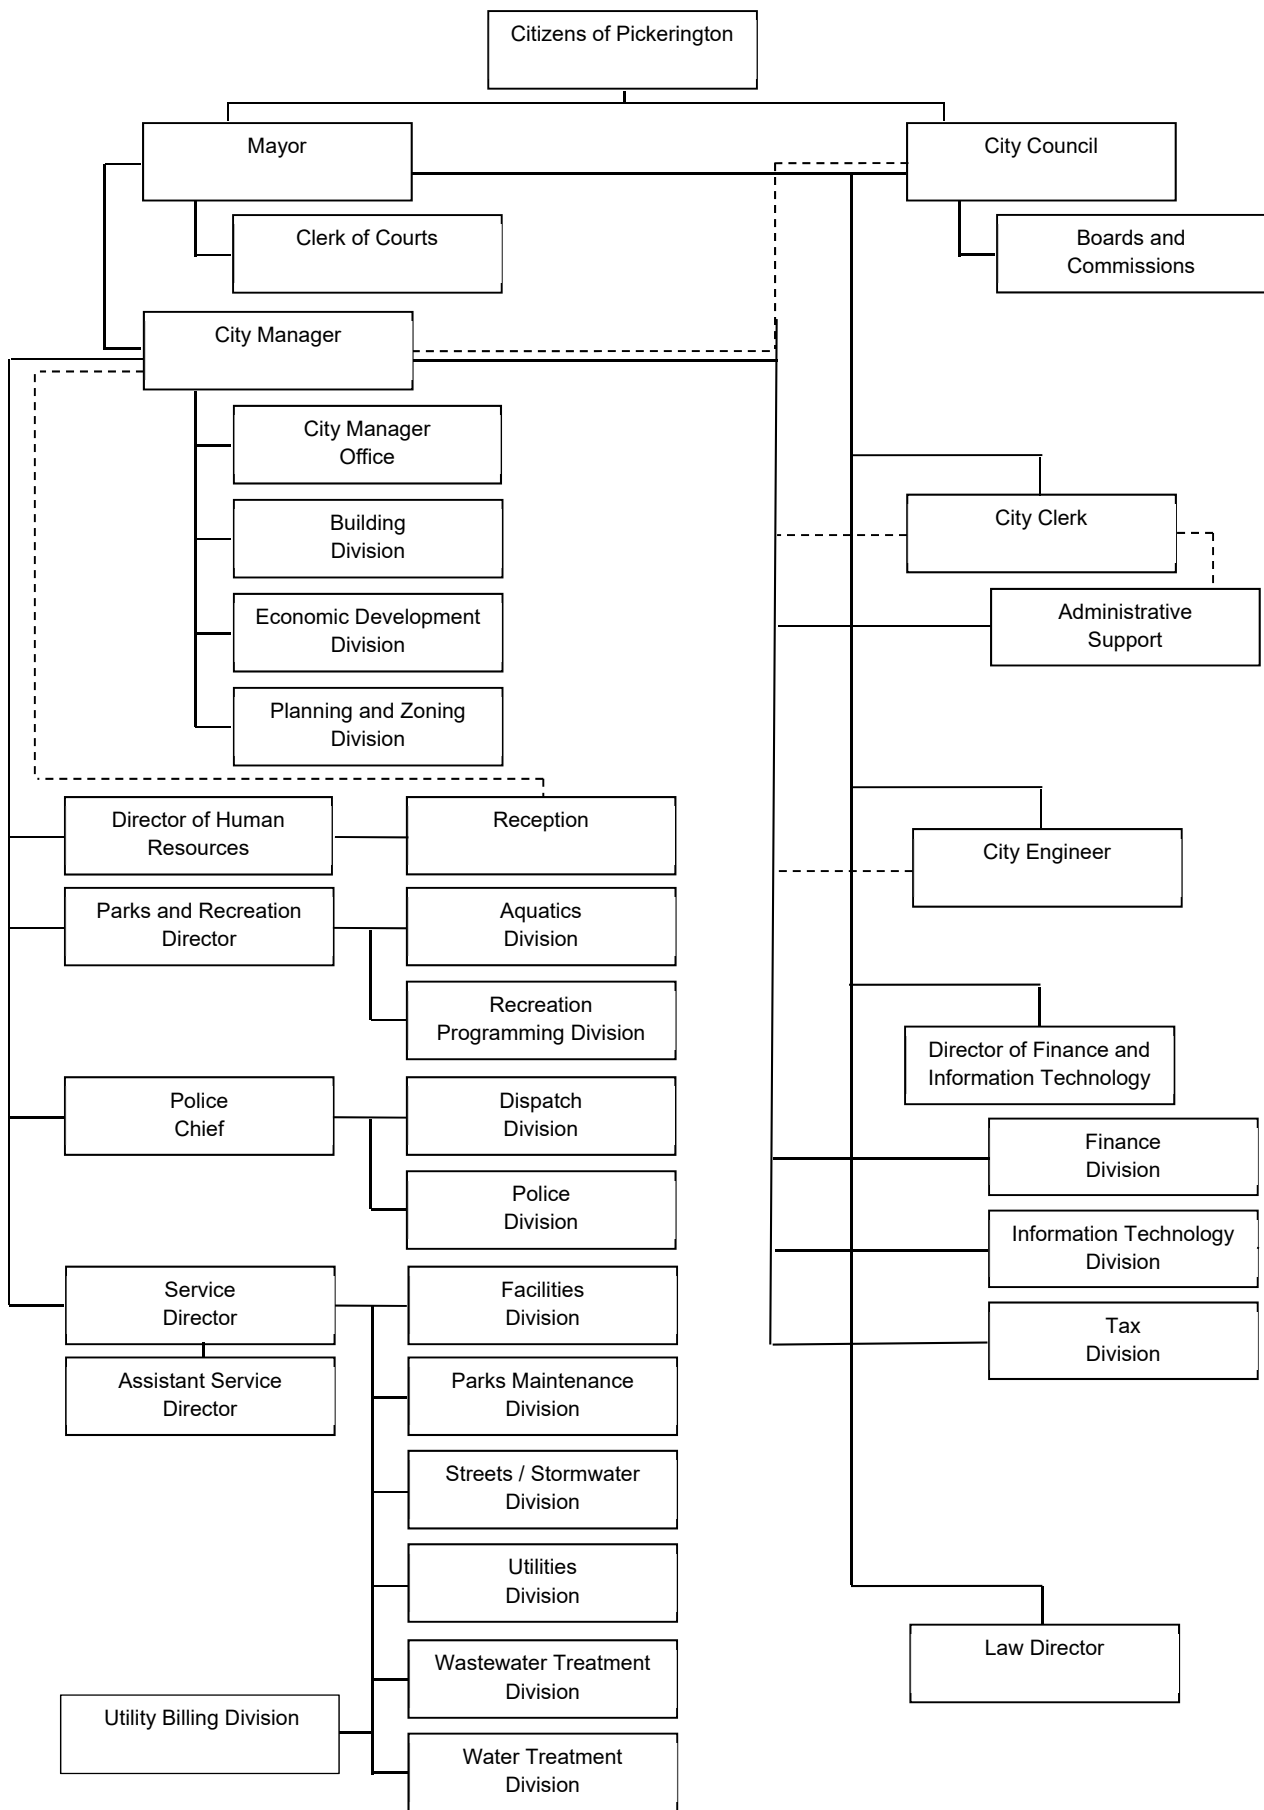 Citizens of Pickerington
Mayor
City Council
Clerk of Courts
Boards and
Commissions
City Manager
City Manager
Office
Building
Division
Economic Development
Division
Planning and Zoning
Division
City Clerk
Administrative
Support
Director of Human
Resources
Reception
City Engineer
Parks and Recreation
Director
Aquatics
Division
Recreation
Programming Division
Director of Finance and
Information Technology
Police
Chief
Dispatch
Division
Police
Division
Finance
Division
Information Technology
Division
Tax
Division
Service
Director
Facilities
Division
Assistant Service
Director
Parks Maintenance
Division
Streets / Stormwater
Division
Utilities
Division
Law Director
Wastewater Treatment
Division
Utility Billing Division
Water Treatment
Division